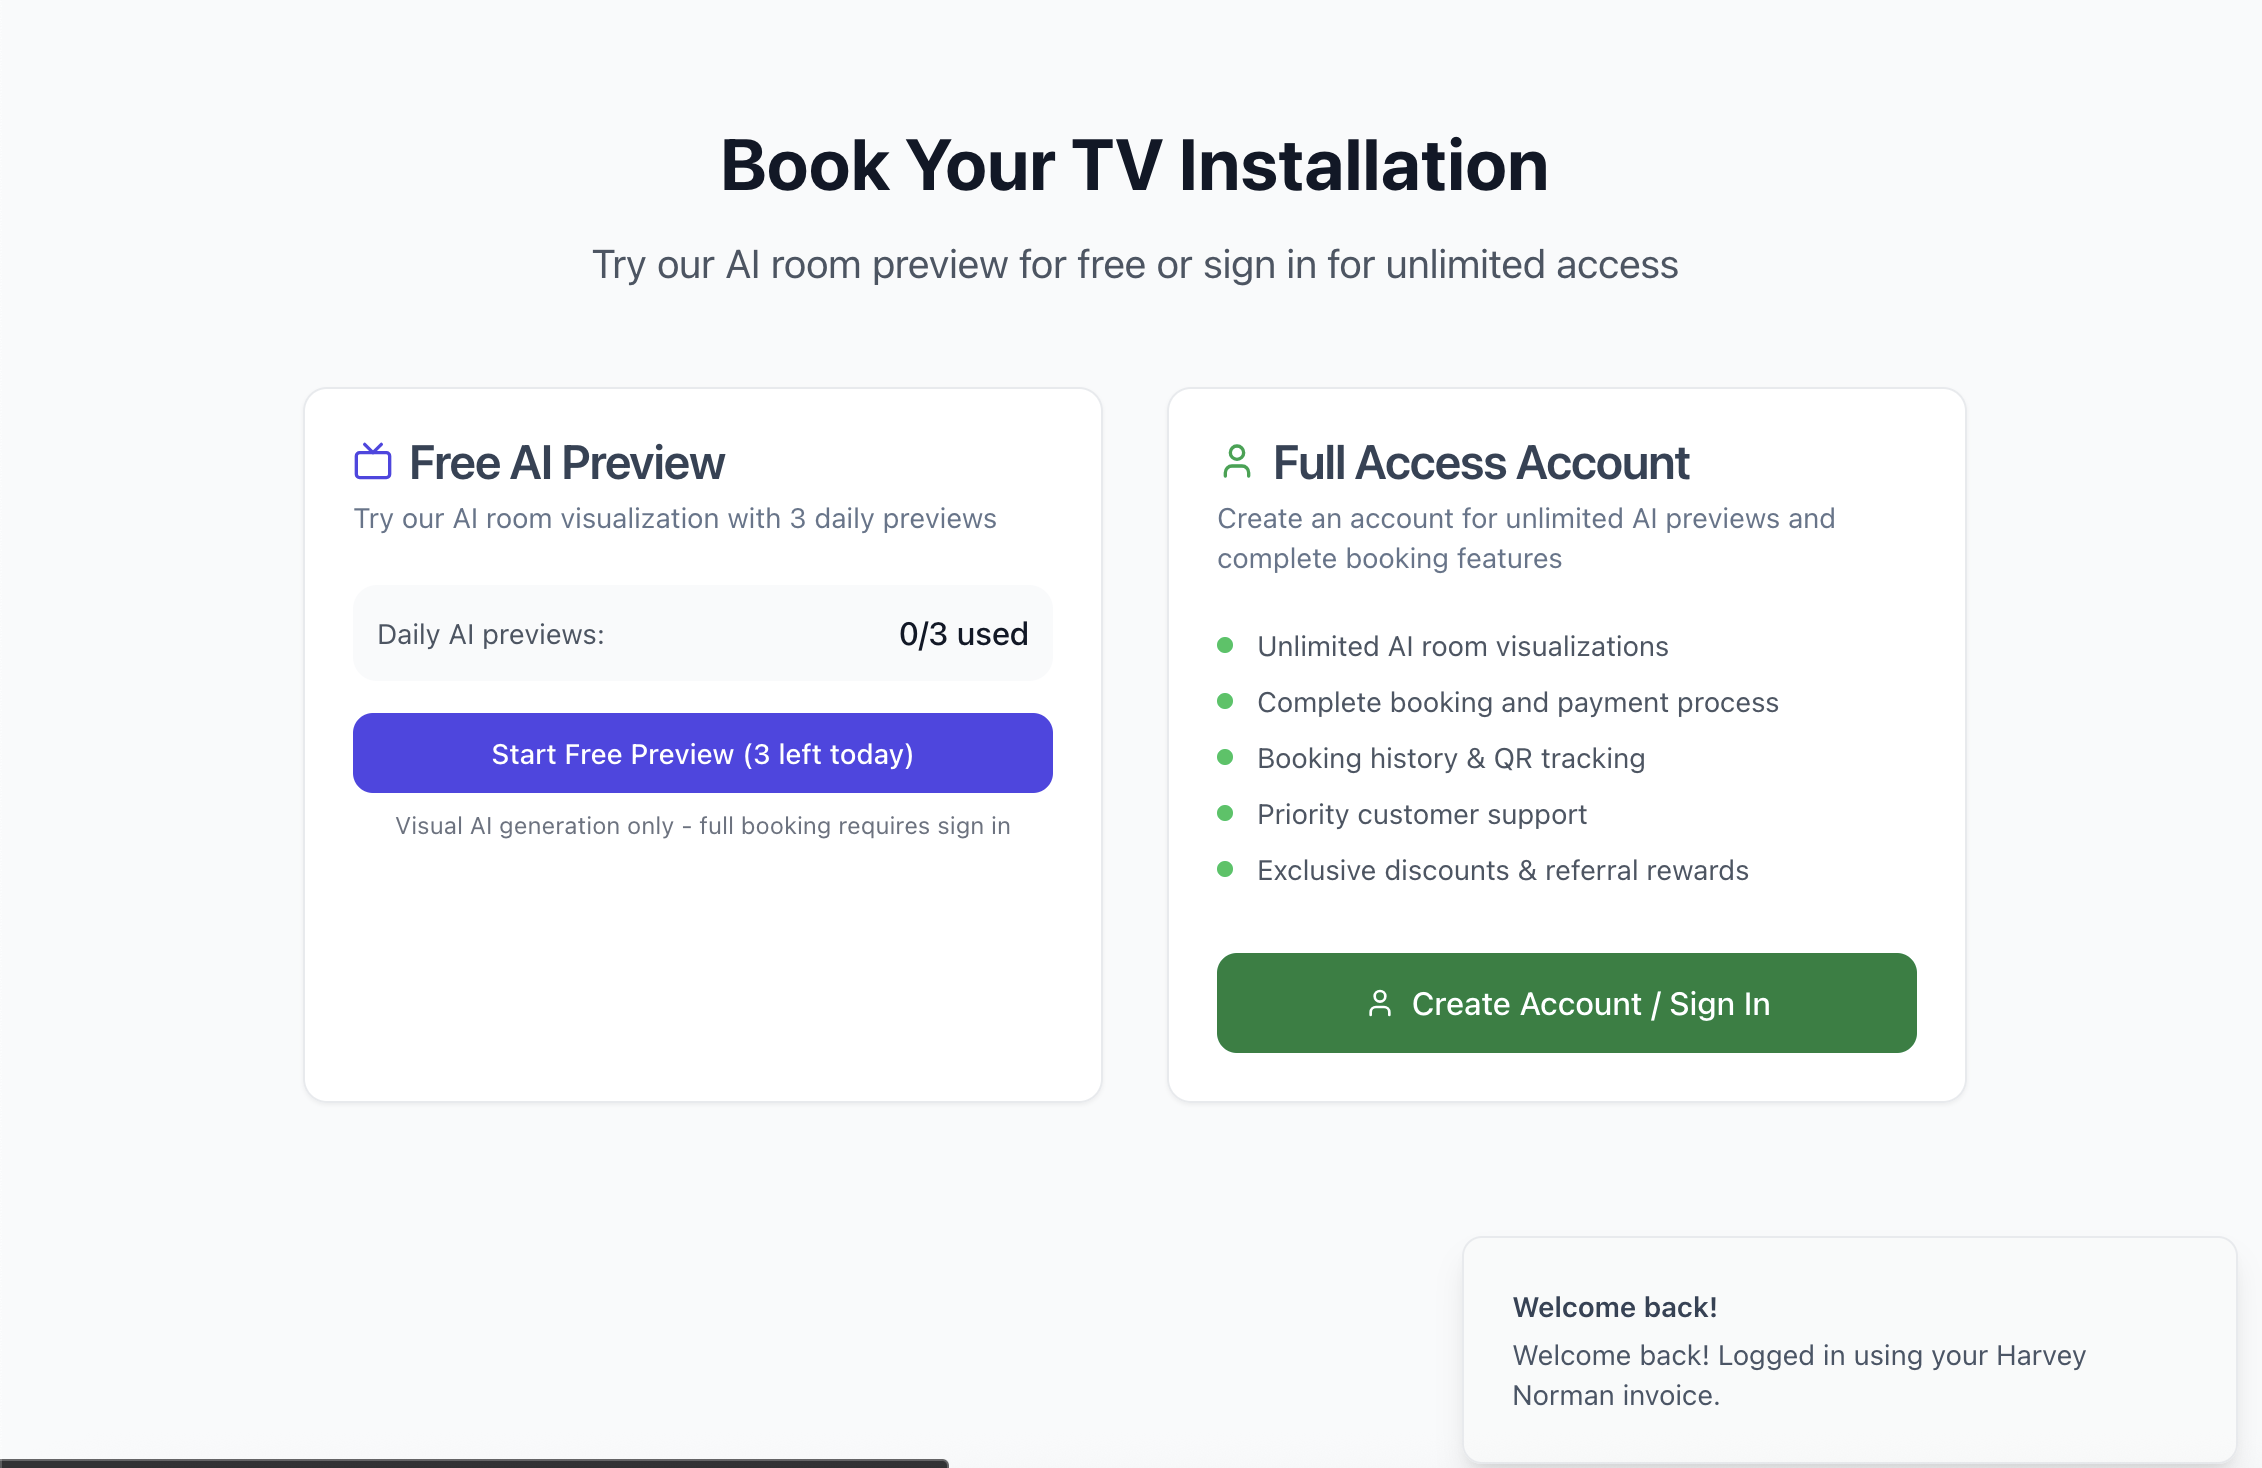 Book Your TV Installation
Try our AI room preview for free or sign in for unlimited access
Free AI Preview
Try our AI room visualization with 3 daily previews
Daily AI previews:
0/3 used
Start Free Preview (3 left today)
Visual AI generation only - full booking requires sign in
Full Access Account
Create an account for unlimited AI previews and
complete booking features
Unlimited AI room visualizations
Complete booking and payment process
Booking history & QR tracking
Priority customer support
Exclusive discounts & referral rewards
Create Account / Sign In
Welcome back!
Welcome back! Logged in using your Harvey
Norman invoice.